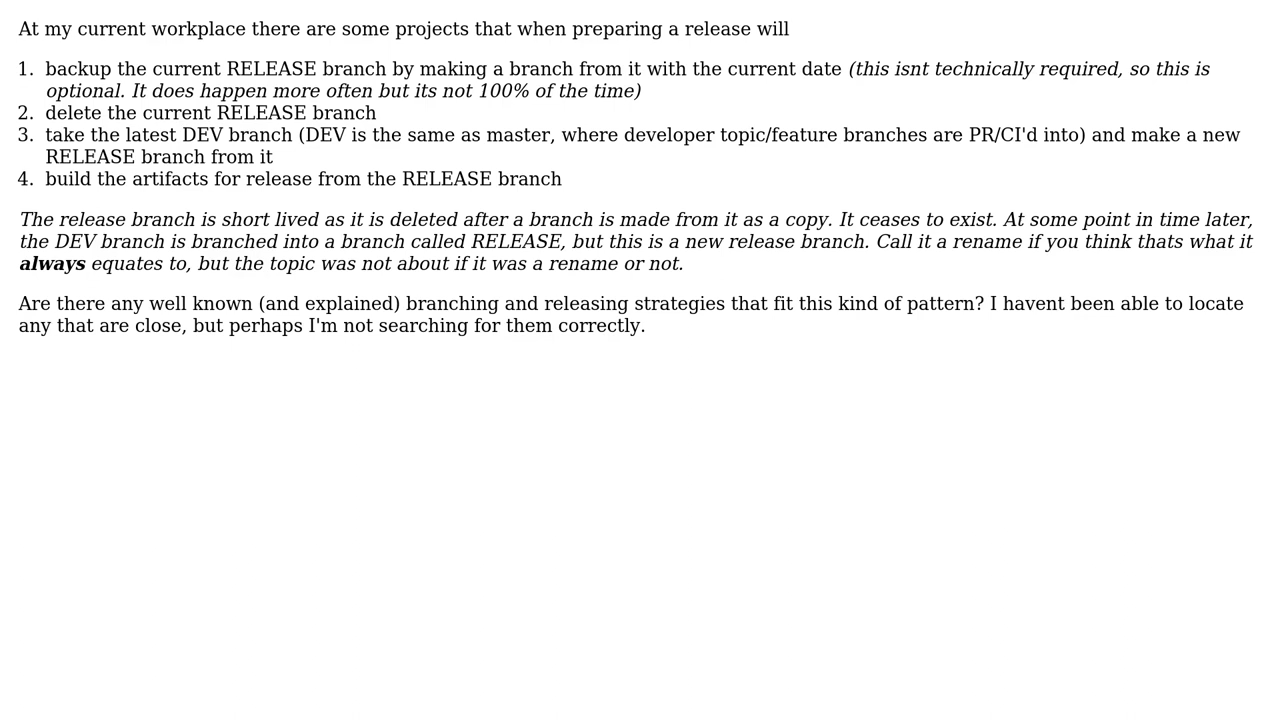 At my current workplace there are some projects that when preparing a release will
1. backup the current RELEASE branch by making a branch from it with the current date (this isnt technically required, so this is
optional. It does happen more often but its not 100% of the time)
2. delete the current RELEASE branch
3. take the latest DEV branch (DEV is the same as master, where developer topic/feature branches are PR/CI'd into) and make a new
RELEASE branch from it
4. build the artifacts for release from the RELEASE branch
The release branch is short lived as it is deleted after a branch is made from it as a copy. It ceases to exist. At some point in time later,
the DEV branch is branched into a branch called RELEASE, but this is a new release branch. Call it a rename if you think thats what it
always equates to, but the topic was not about if it was a rename or not.
Are there any well known (and explained) branching and releasing strategies that fit this kind of pattern? I havent been able to locate
any that are close, but perhaps I'm not searching for them correctly.